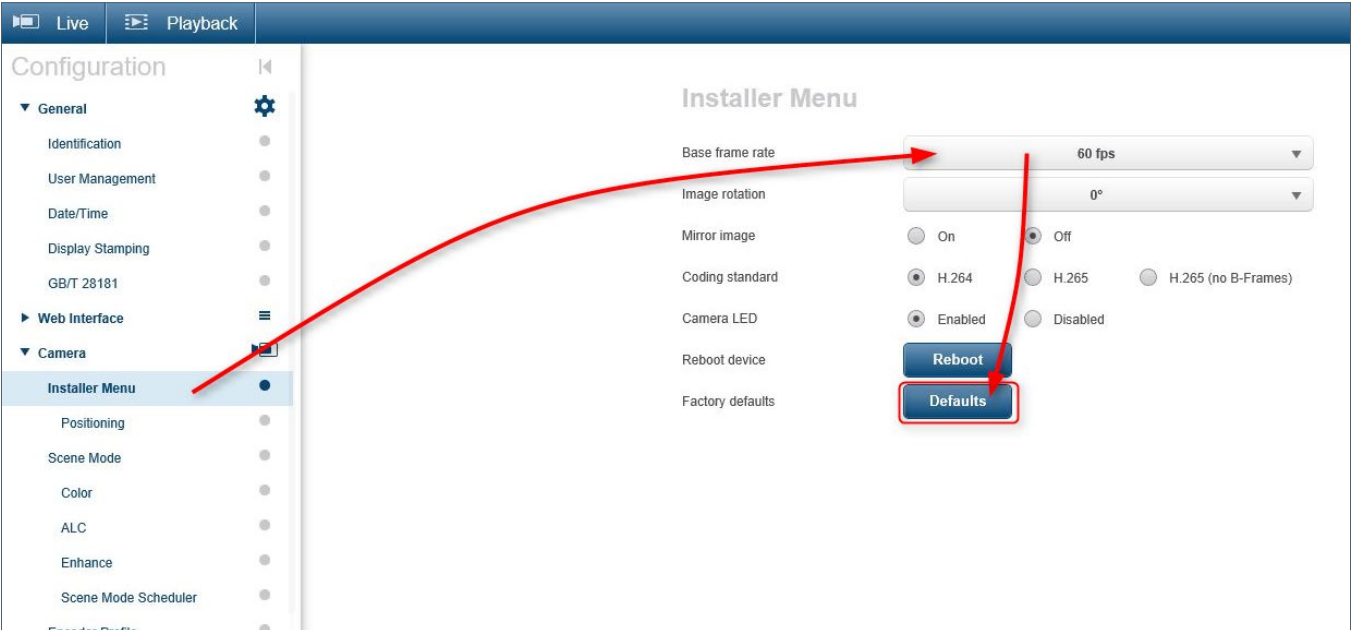 Live Playback
Configuration
General
Identification
User Management
Date/Time
Display Stamping
GB/T 28181
Web Interface
Camera
Installer Menu
Positioning
Scene Mode
Color
ALC
Enhance
Scene Mode Scheduler
Installer Menu
Base frame rate 60 fps
Image rotation 0°
Mirror image On Off
Coding standard H.264 H.265 H.265 (no B-Frames)
Camera LED Enabled Disabled
Reboot device Reboot
Factory defaults Defaults